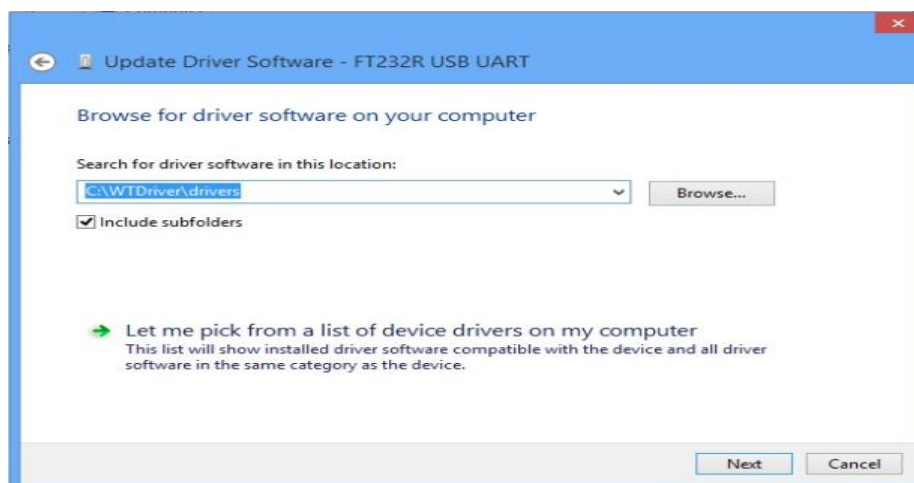 Update Driver Software - FT232R USB UART
Browse for driver software on your computer
Search for driver software in this location:
C:\WTDriver\drivers
Browse...
Include subfolders
Let me pick from a list of device drivers on my computer
This list will show installed driver software compatible with the device and all driver
software in the same category as the device.
Next
Cancel